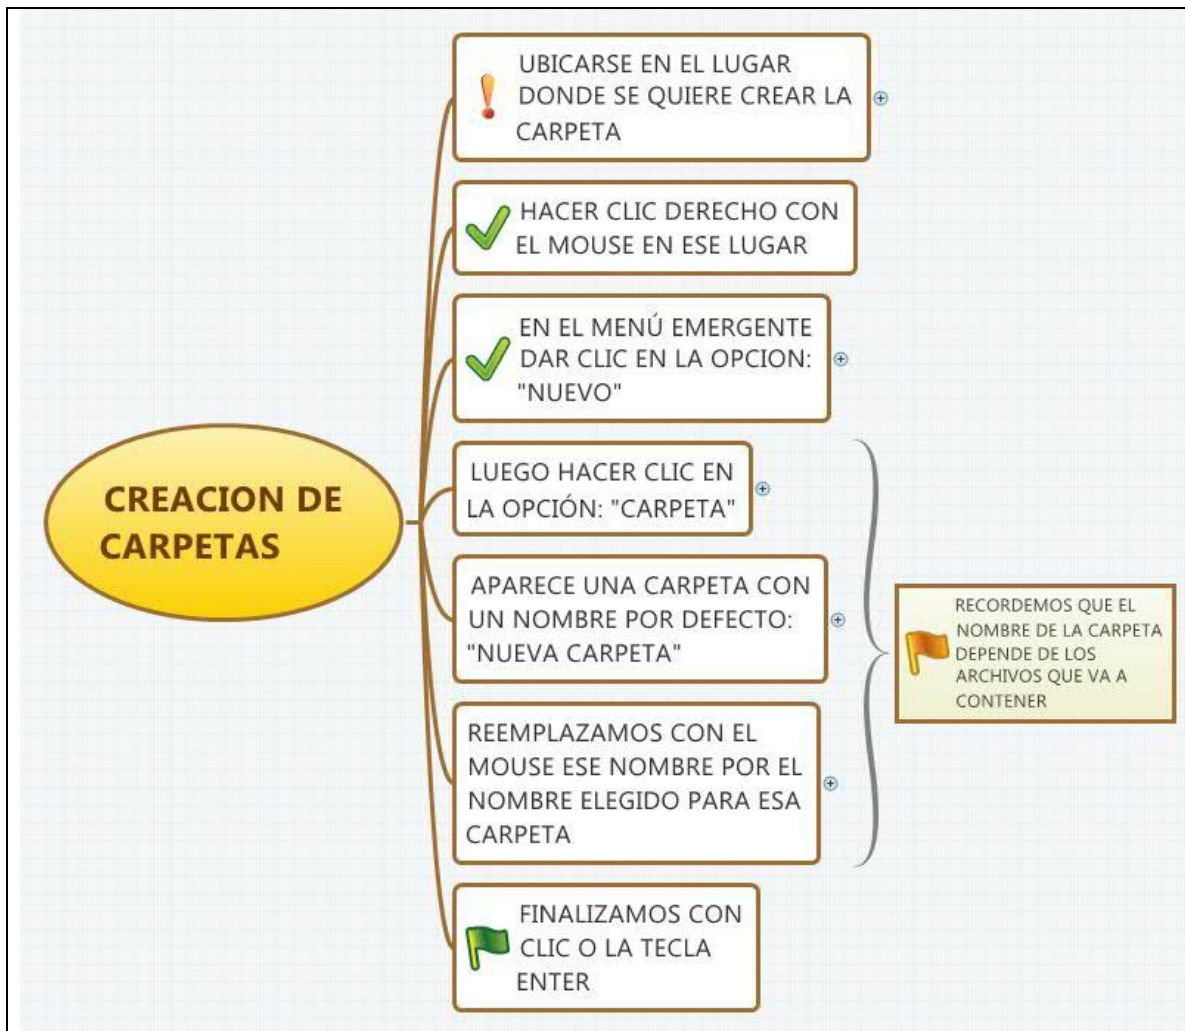 CREACION DE
CARPETAS
UBICARSE EN EL LUGAR
DONDE SE QUIERE CREAR LA
CARPETA
HACER CLIC DERECHO CON
EL MOUSE EN ESE LUGAR
EN EL MENÚ EMERGENTE
DAR CLIC EN LA OPCION:
"NUEVO"
LUEGO HACER CLIC EN
LA OPCIÓN: "CARPETA"
APARECE UNA CARPETA CON
UN NOMBRE POR DEFECTO:
"NUEVA CARPETA"
REEMPLAZAMOS CON EL
MOUSE ESE NOMBRE POR EL
NOMBRE ELEGIDO PARA ESA
CARPETA
FINALIZAMOS CON
CLIC O LA TECLA
ENTER
RECORDEMOS QUE EL
NOMBRE DE LA CARPETA
DEPENDE DE LOS
ARCHIVOS QUE VA A
CONTENER